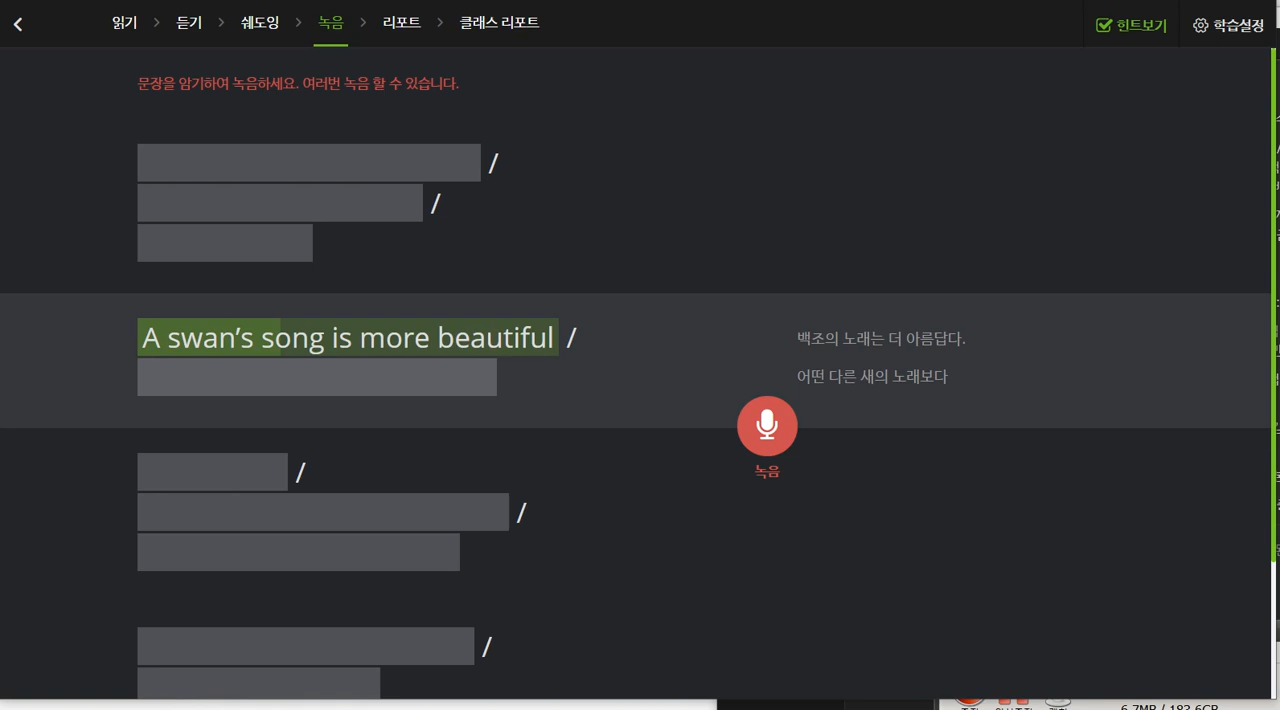 읽기 > 듣기 > 쉐도잉 > 녹음 > 리포트 > 클래스 리포트
힌트보기 학습설정
문장을 암기하여 녹음하세요. 여러번 녹음 할 수 있습니다.
/
/
A swan's song is more beautiful /
백조의 노래는 더 아름답다.
어떤 다른 새의 노래보다
녹음
/
/
/
6.7MB / 183.6GB